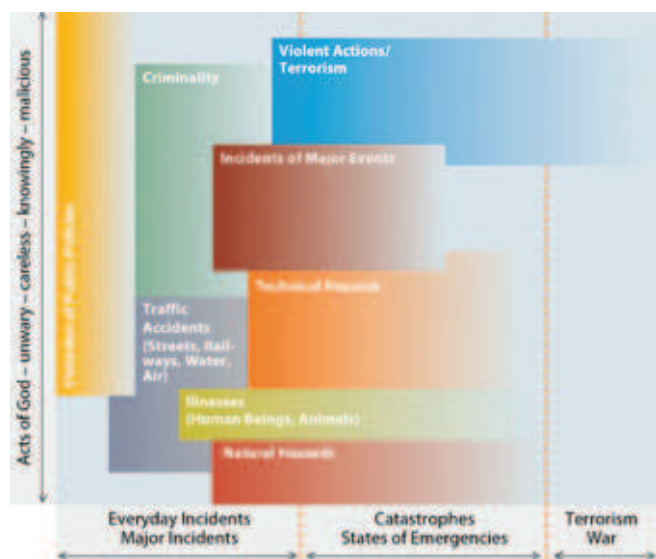 Acts of God – unwary – careless – knowingly – malicious
Violent Actions/
Terrorism
Criminality
Incidents of Major Events
Technical Hazards
Traffic
Accidents
(Streets, Rail-
ways, Water,
Air)
Illnesses
(Human Beings, Animals)
Natural Hazards
Everyday Incidents
Major Incidents
Catastrophes
States of Emergencies
Terrorism
War